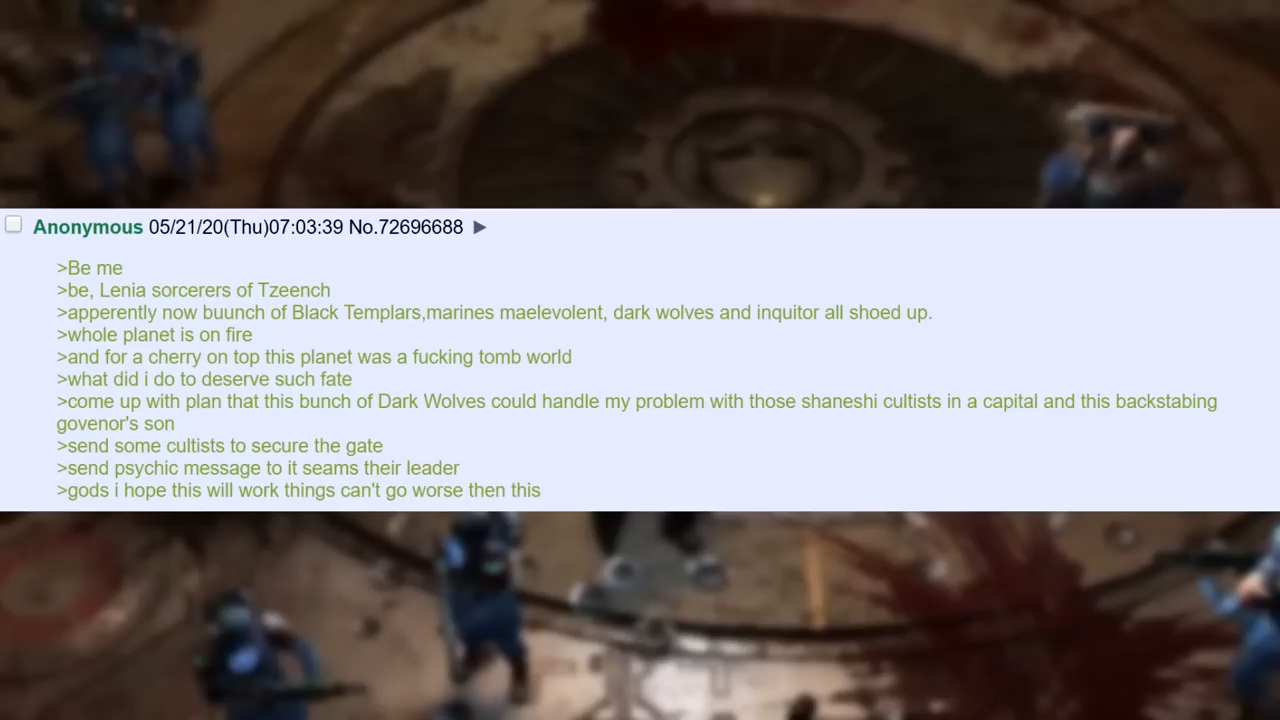 Anonymous 05/21/20(Thu)07:03:39 No.72696688 ▶
>Be me
>be, Lenia sorcerers of Tzeench
>apperently now buunch of Black Templars,marines maelevolent, dark wolves and inquitor all shoed up.
>whole planet is on fire
>and for a cherry on top this planet was a fucking tomb world
>what did i do to deserve such fate
>come up with plan that this bunch of Dark Wolves could handle my problem with those shaneshi cultists in a capital and this backstabing
govenor's son
>send some cultists to secure the gate
>send psychic message to it seams their leader
>gods i hope this will work things can't go worse then this